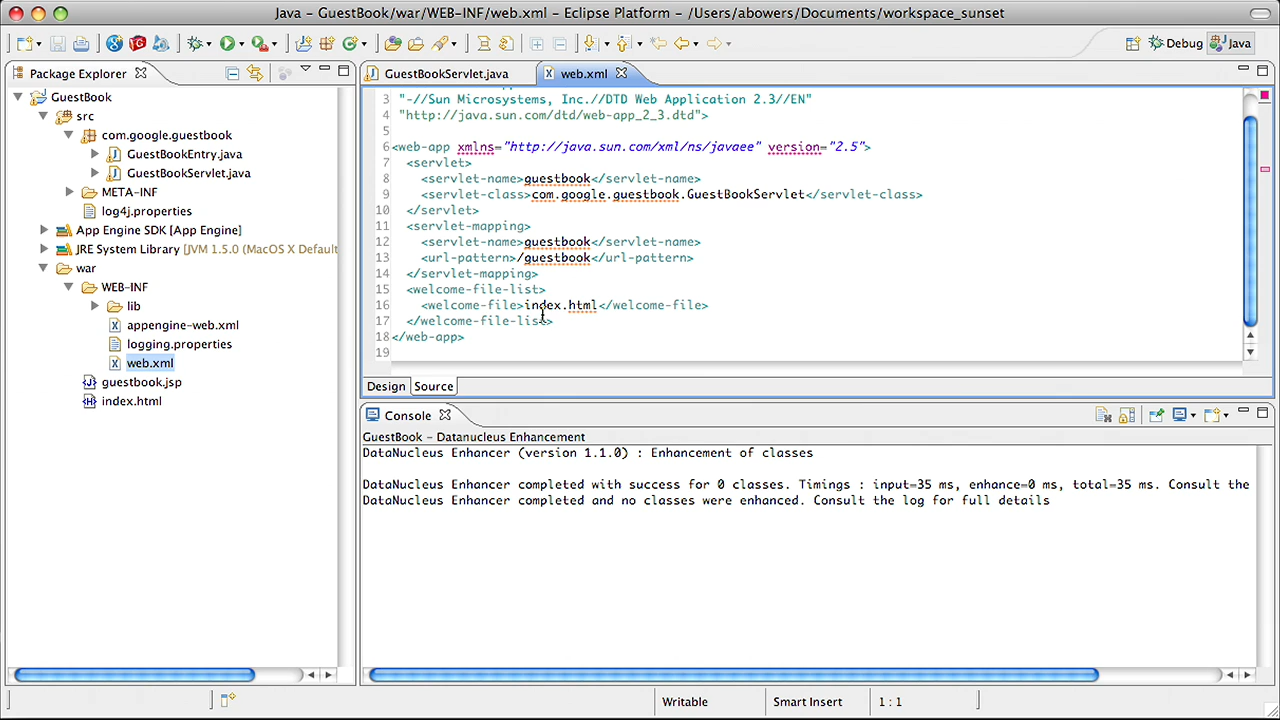 Java – GuestBook/war/WEB-INF/web.xml – Eclipse Platform – /Users/abowers/Documents/workspace_sunset
Debug
Java
Package Explorer
GuestBook
src
com.google.guestbook
GuestBookEntry.java
GuestBookServlet.java
META-INF
log4j.properties
App Engine SDK [App Engine]
JRE System Library [JVM 1.5.0 (MacOS X Default
war
WEB-INF
lib
appengine-web.xml
logging.properties
web.xml
guestbook.jsp
index.html
GuestBookServlet.java
web.xml
3 "-//Sun Microsystems, Inc.//DTD Web Application 2.3//EN"
4 "http://java.sun.com/dtd/web-app_2_3.dtd">
5
6 <web-app xmlns="http://java.sun.com/xml/ns/javaee" version="2.5">
7 <servlet>
8 <servlet-name>guestbook</servlet-name>
9 <servlet-class>com.google.guestbook.GuestBookServlet</servlet-class>
10 </servlet>
11 <servlet-mapping>
12 <servlet-name>guestbook</servlet-name>
13 <url-pattern>/guestbook</url-pattern>
14 </servlet-mapping>
15 <welcome-file-list>
16 <welcome-file>index.html</welcome-file>
17 </welcome-file-list>
18 </web-app>
19
Design
Source
Console
GuestBook – Datanucleus Enhancement
DataNucleus Enhancer (version 1.1.0) : Enhancement of classes
DataNucleus Enhancer completed with success for 0 classes. Timings : input=35 ms, enhance=0 ms, total=35 ms. Consult the
DataNucleus Enhancer completed and no classes were enhanced. Consult the log for full details
Writable
Smart Insert
1 : 1